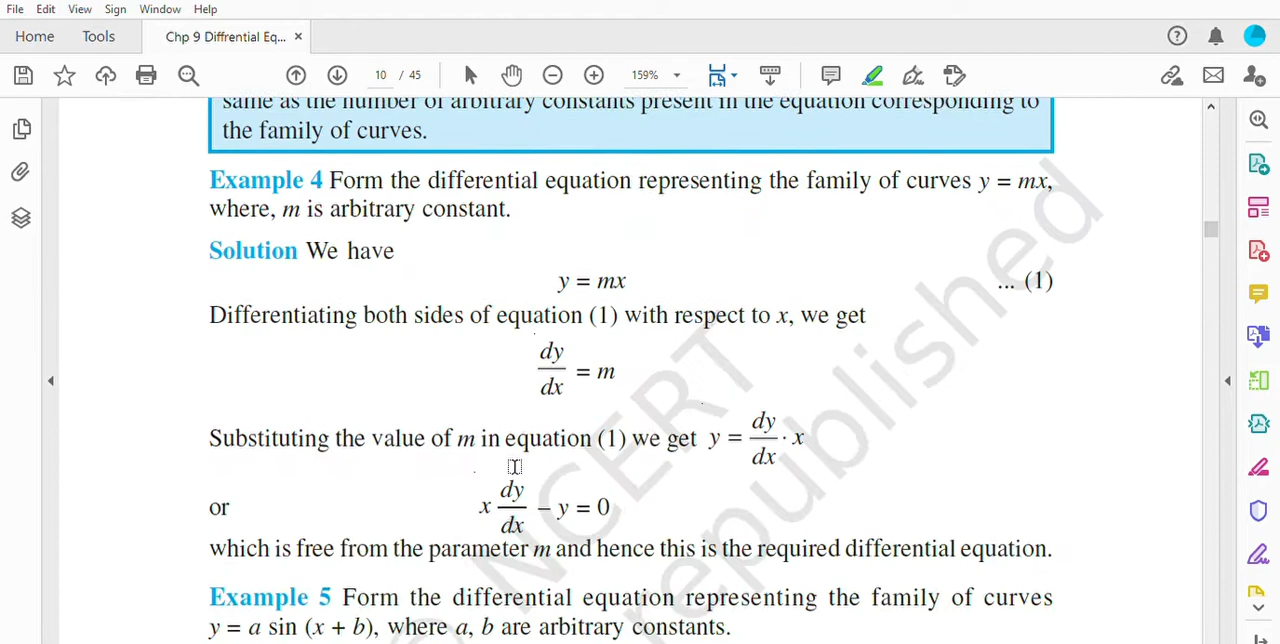 File Edit View Sign Window Help
Home Tools Chp 9 Diffrential Eq... ×
10 / 45 159%
same as the number of arbitrary constants present in the equation corresponding to
the family of curves.
Example 4 Form the differential equation representing the family of curves y = mx,
where, m is arbitrary constant.
Solution We have
y = mx ... (1)
Differentiating both sides of equation (1) with respect to x, we get
dy/dx = m
Substituting the value of m in equation (1) we get y = dy/dx · x
or x dy/dx – y = 0
which is free from the parameter m and hence this is the required differential equation.
Example 5 Form the differential equation representing the family of curves
y = a sin (x + b), where a, b are arbitrary constants.
© NCERT
republished